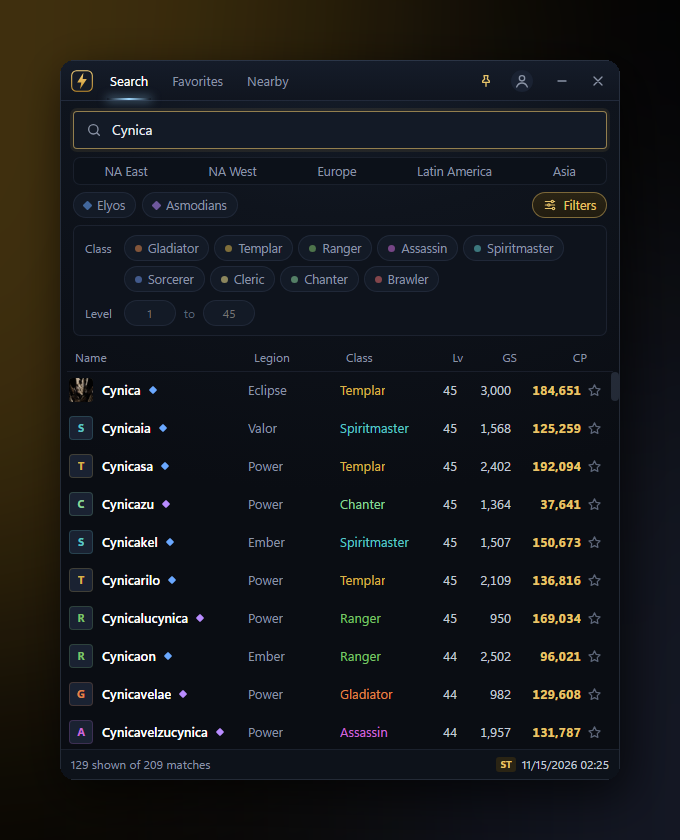 Search Favorites Nearby
Cynica
NA East NA West Europe Latin America Asia
Elyos Asmodians Filters
Class Gladiator Templar Ranger Assassin Spiritmaster
Sorcerer Cleric Chanter Brawler
Level 1 to 45
Name Legion Class Lv GS CP
Cynica Eclipse Templar 45 3,000 184,651
S Cynicaia Valor Spiritmaster 45 1,568 125,259
T Cynicasa Power Templar 45 2,402 192,094
C Cynicazu Power Chanter 45 1,364 37,641
S Cynicakel Ember Spiritmaster 45 1,507 150,673
T Cynicarilo Power Templar 45 2,109 136,816
R Cynicalucynica Power Ranger 45 950 169,034
R Cynicaon Ember Ranger 44 2,502 96,021
G Cynicavelae Power Gladiator 44 982 129,608
A Cynicavelzucynica Power Assassin 44 1,957 131,787
129 shown of 209 matches ST 11/15/2026 02:25